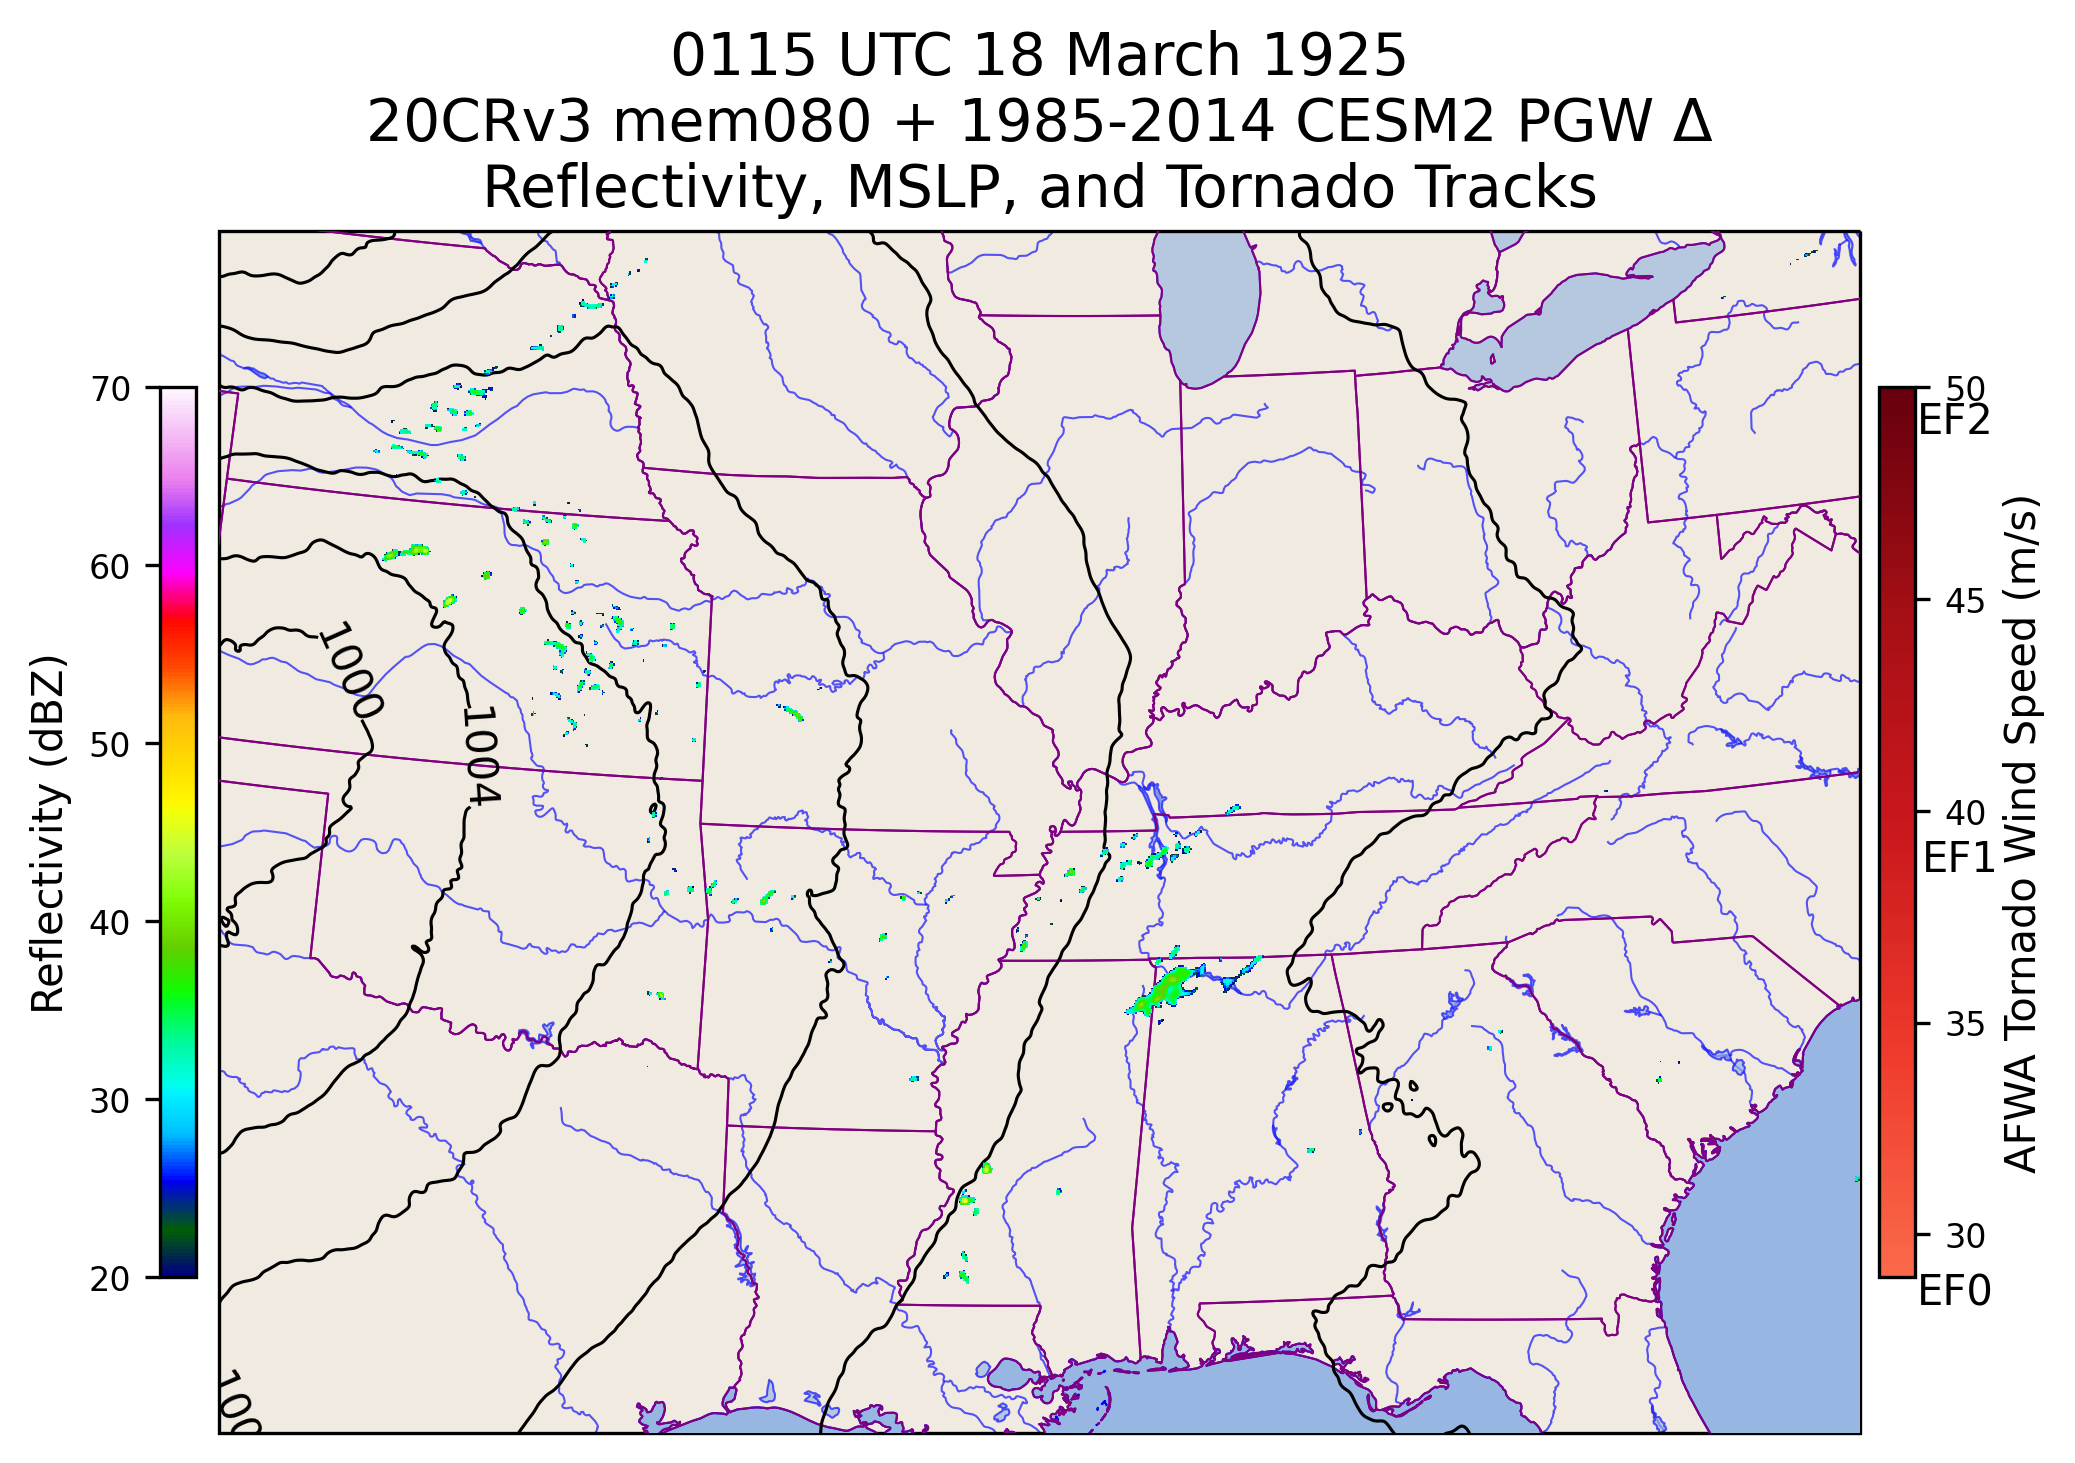 0115 UTC 18 March 1925
20CRv3 mem080 + 1985-2014 CESM2 PGW Δ
Reflectivity, MSLP, and Tornado Tracks
Reflectivity (dBZ)
70
60
50
40
30
20
1000
1004
100
50
EF2
45
40
EF1
35
30
EF0
AFWA Tornado Wind Speed (m/s)